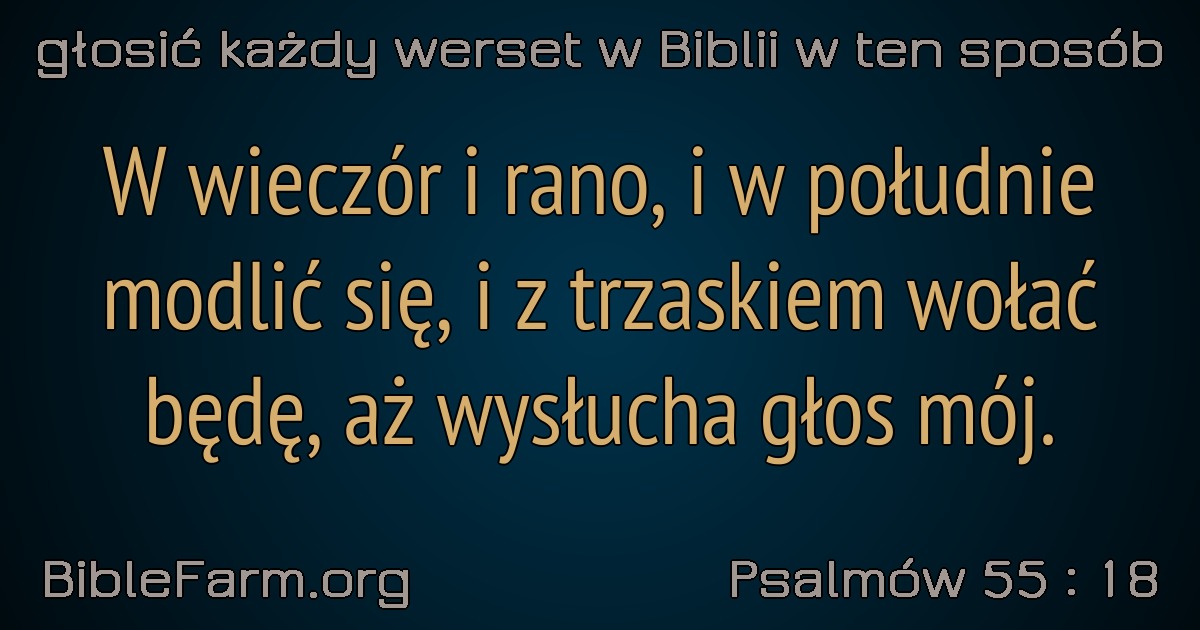 głosić każdy werset w Biblii w ten sposób
W wieczór i rano, i w południe
modlić się, i z trzaskiem wołać
będę, aż wysłucha głos mój.
BibleFarm.org
Psalmów 55 : 18